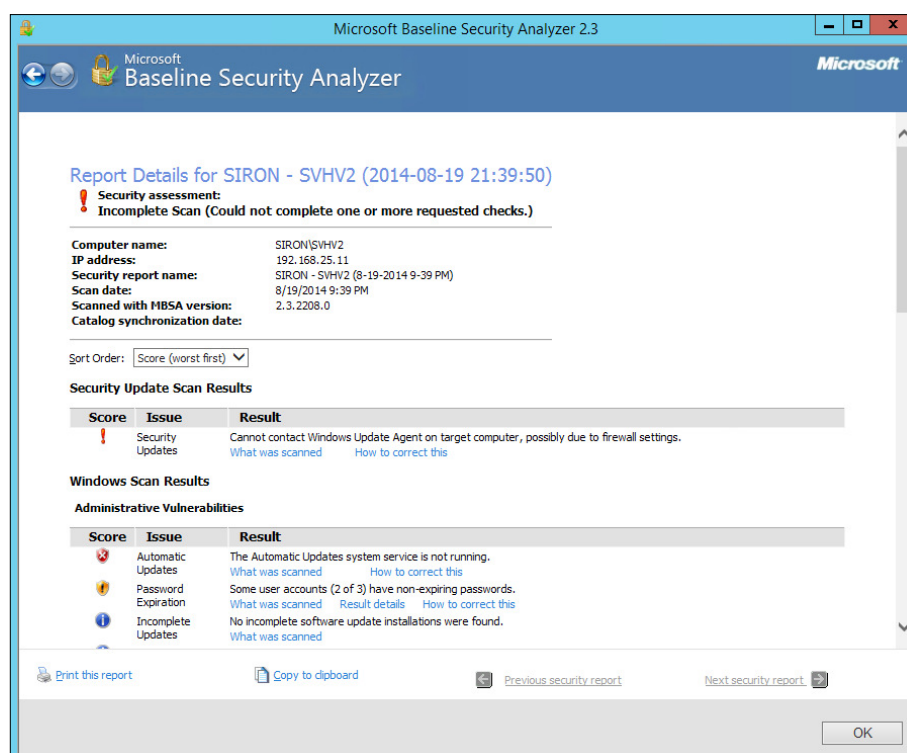 Microsoft Baseline Security Analyzer 2.3
Microsoft
Baseline Security Analyzer
Microsoft
Report Details for SIRON - SVHV2 (2014-08-19 21:39:50)
Security assessment:
Incomplete Scan (Could not complete one or more requested checks.)
Computer name: SIRON\SVHV2
IP address: 192.168.25.11
Security report name: SIRON - SVHV2 (8-19-2014 9-39 PM)
Scan date: 8/19/2014 9:39 PM
Scanned with MBSA version: 2.3.2208.0
Catalog synchronization date:
Sort Order: Score (worst first)
Security Update Scan Results
Score Issue Result
Security Cannot contact Windows Update Agent on target computer, possibly due to firewall settings.
Updates What was scanned How to correct this
Windows Scan Results
Administrative Vulnerabilities
Score Issue Result
Automatic The Automatic Updates system service is not running.
Updates What was scanned How to correct this
Password Some user accounts (2 of 3) have non-expiring passwords.
Expiration What was scanned Result details How to correct this
Incomplete No incomplete software update installations were found.
Updates What was scanned
Print this report Copy to clipboard Previous security report Next security report
OK